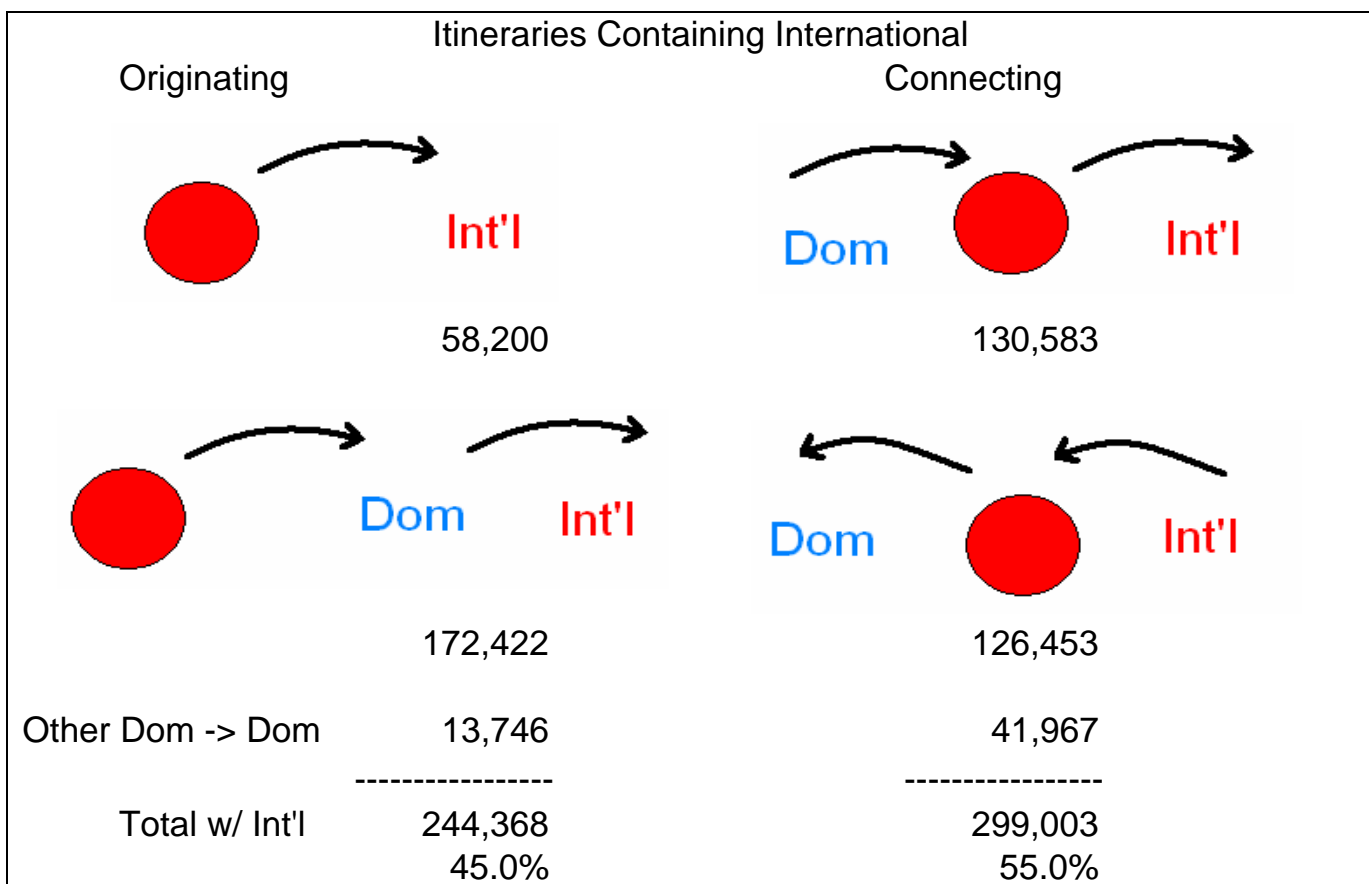 Itineraries Containing International
Originating Connecting
Int'l Dom Int'l
58,200 130,583
Dom Int'l Dom Int'l
172,422 126,453
Other Dom -> Dom 13,746 41,967
----------------- -----------------
Total w/ Int'l 244,368 299,003
45.0% 55.0%